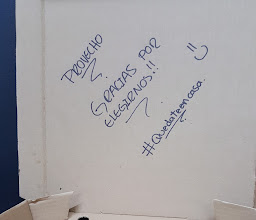 PROVECHO
GRACIAS POR
ELEGIRNOS!!
#Quedateencasa